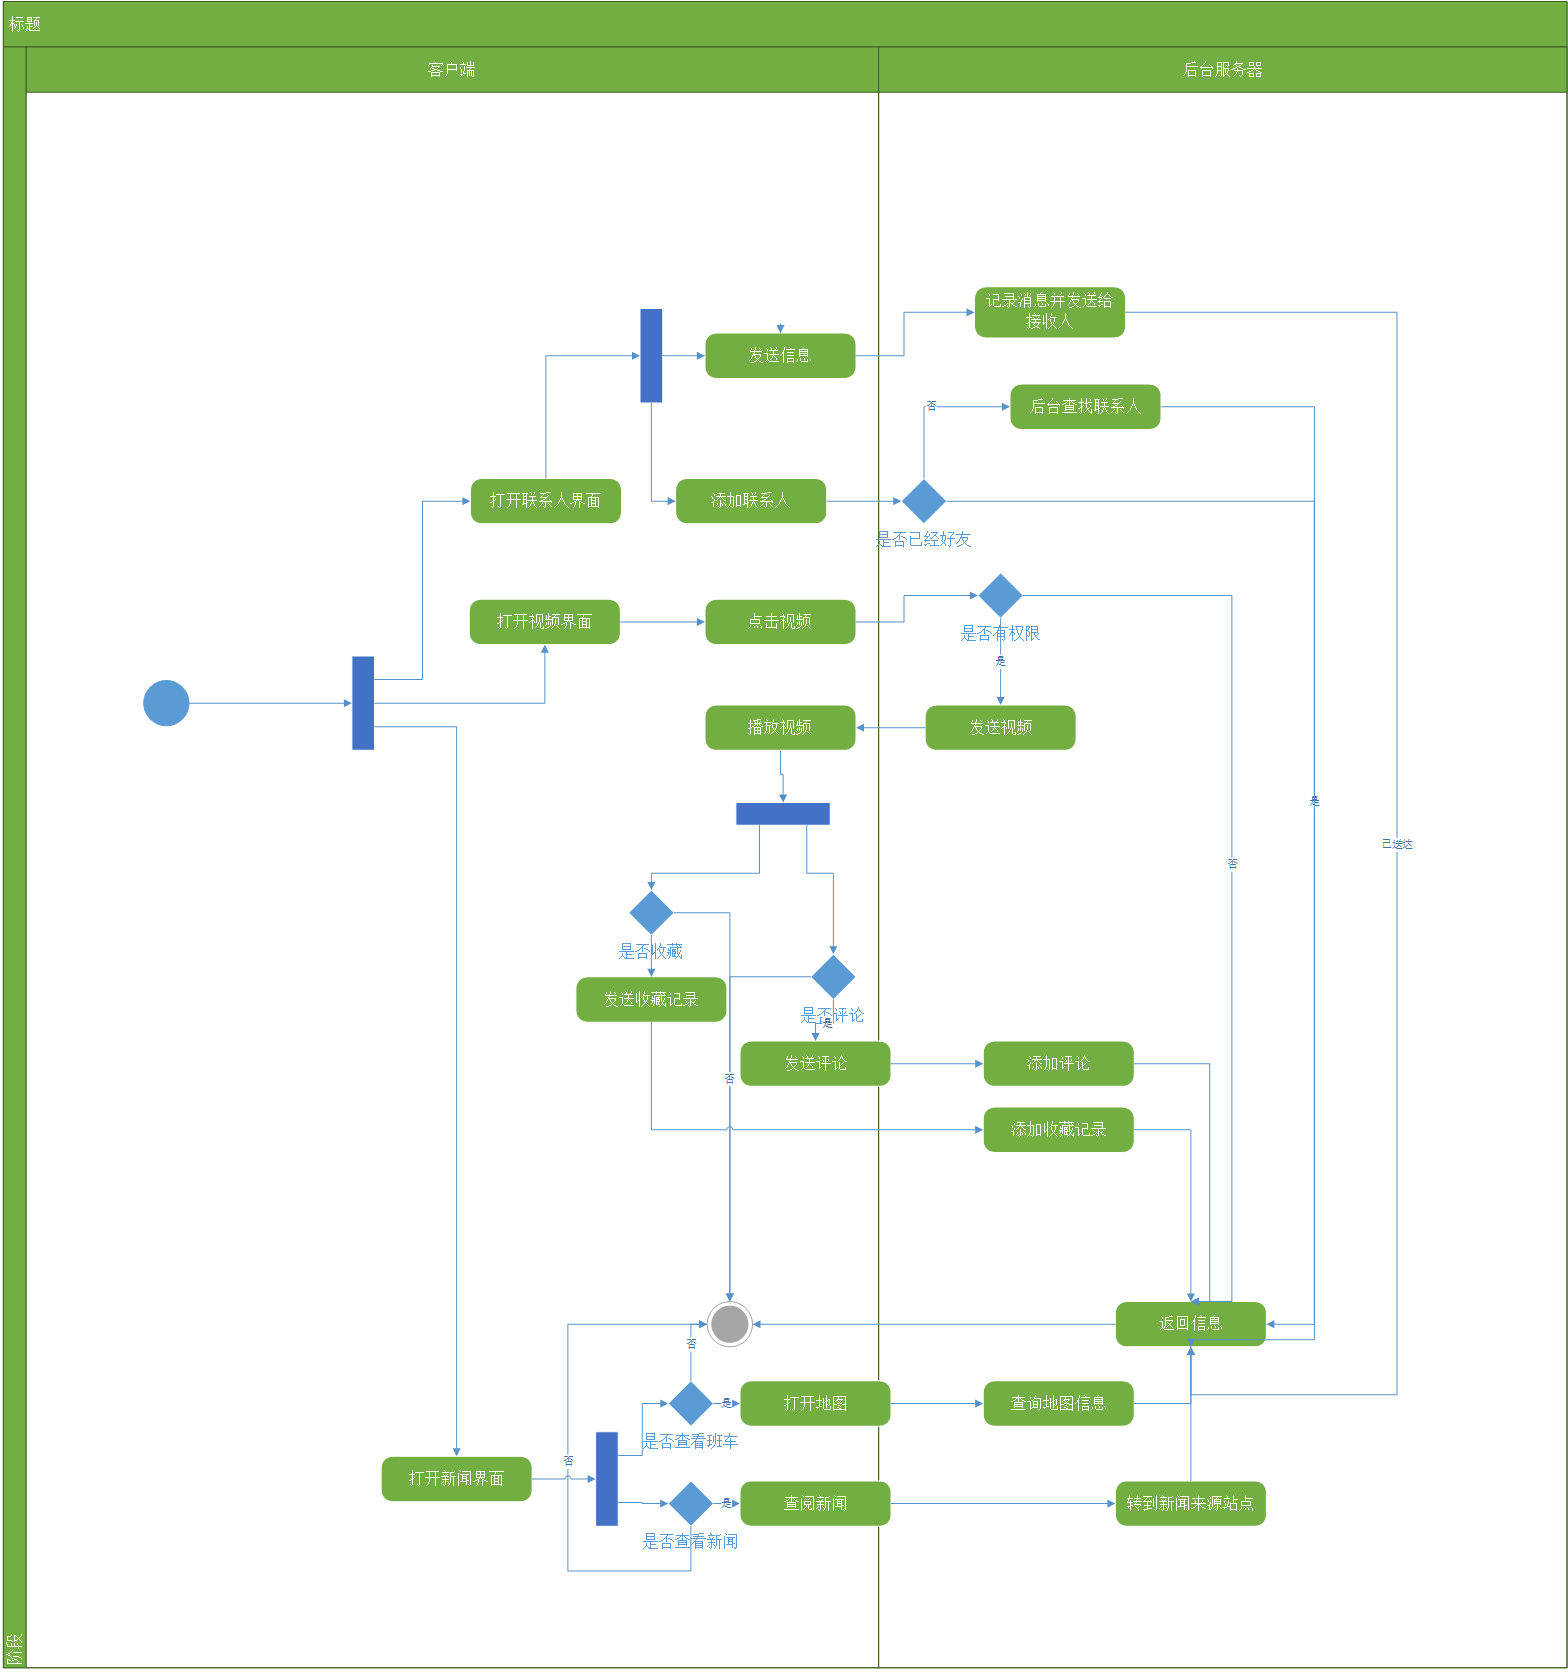 标题
客户端
后台服务器
记录消息并发送给
接收人
发送信息
否
后台查找联系人
打开联系人界面
添加联系人
是否已经好友
打开视频界面
点击视频
是否有权限
是
播放视频
发送视频
是
已送达
否
是否收藏
发送收藏记录
是否评论
是
发送评论
添加评论
否
添加收藏记录
返回信息
否
打开地图
是
查询地图信息
是否查看班车
否
打开新闻界面
是
查阅新闻
转到新闻来源站点
是否查看新闻
阶段